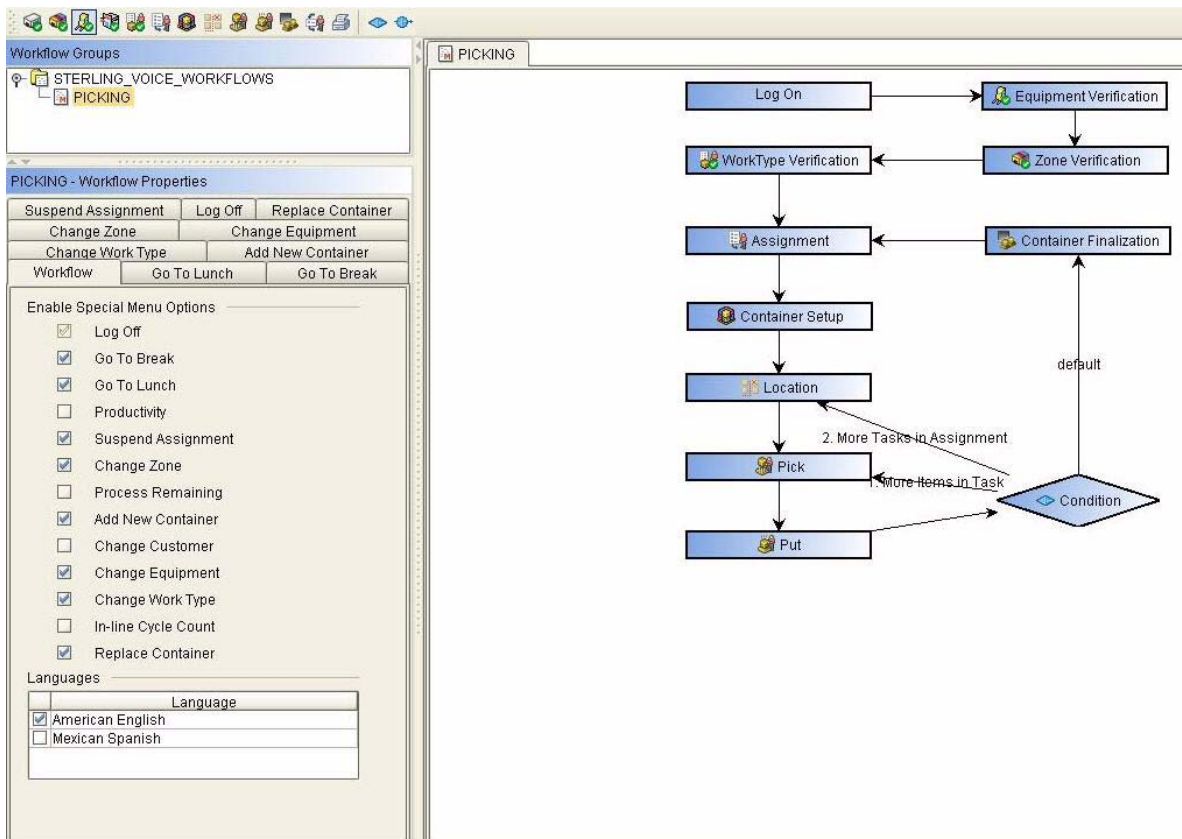 Workflow Groups
STERLING_VOICE_WORKFLOWS
PICKING
PICKING - Workflow Properties
Suspend Assignment
Log Off
Replace Container
Change Zone
Change Equipment
Change Work Type
Add New Container
Workflow
Go To Lunch
Go To Break
Enable Special Menu Options
Log Off
Go To Break
Go To Lunch
Productivity
Suspend Assignment
Change Zone
Process Remaining
Add New Container
Change Customer
Change Equipment
Change Work Type
In-line Cycle Count
Replace Container
Languages
Language
American English
Mexican Spanish
PICKING
Log On
Equipment Verification
WorkType Verification
Zone Verification
Assignment
Container Finalization
Container Setup
default
Location
2. More Tasks in Assignment
Pick
1. More Items in Task
Condition
Put